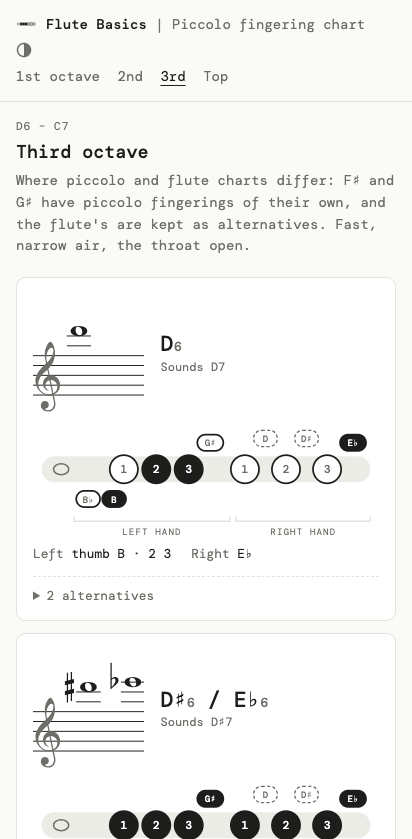 Flute Basics | Piccolo fingering chart
1st octave 2nd 3rd Top
D6 – C7
Third octave
Where piccolo and flute charts differ: F♯ and
G♯ have piccolo fingerings of their own, and
the flute's are kept as alternatives. Fast,
narrow air, the throat open.
D6
Sounds D7
G♯ D D♯ E♭
1 2 3 1 2 3
B♭ B
LEFT HAND RIGHT HAND
Left thumb B · 2 3 Right E♭
▶ 2 alternatives
D♯6 / E♭6
Sounds D♯7
G♯ D D♯ E♭
1 2 3 1 2 3